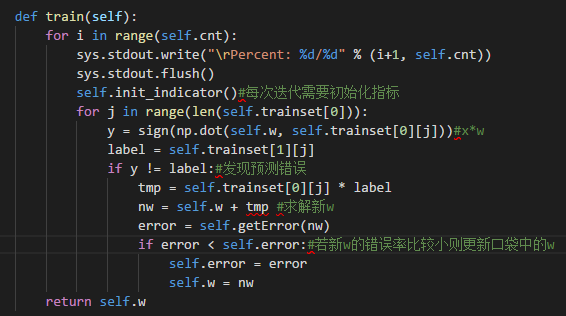 def train(self):
    for i in range(self.cnt):
        sys.stdout.write("\rPercent: %d/%d" % (i+1, self.cnt))
        sys.stdout.flush()
        self.init_indicator()#每次迭代需要初始化指标
        for j in range(len(self.trainset[0])):
            y = sign(np.dot(self.w, self.trainset[0][j]))#x*w
            label = self.trainset[1][j]
            if y != label:#发现预测错误
                tmp = self.trainset[0][j] * label
                nw = self.w + tmp #求解新w
                error = self.getError(nw)
                if error < self.error:#若新w的错误率比较小则更新口袋中的w
                    self.error = error
                    self.w = nw
    return self.w